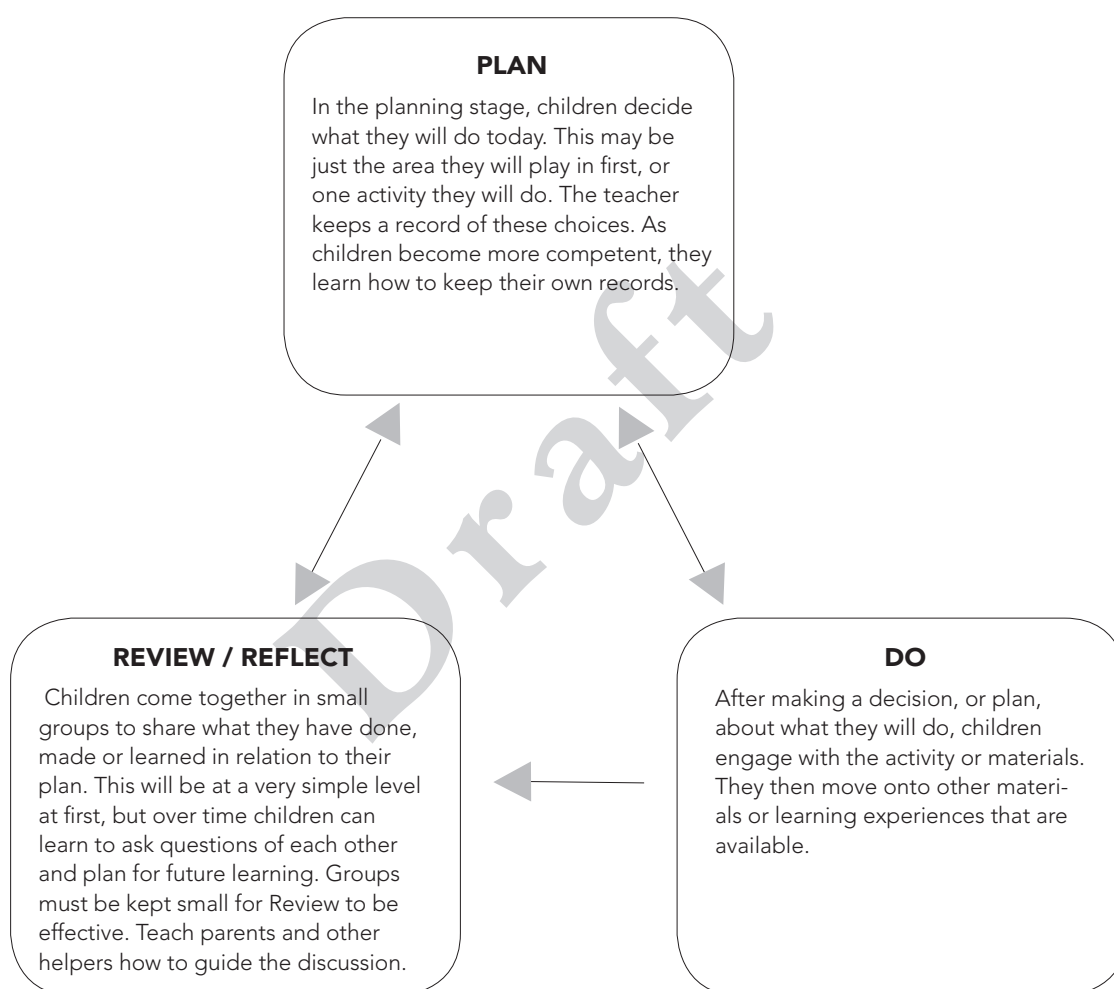 PLAN
In the planning stage, children decide
what they will do today. This may be
just the area they will play in first, or
one activity they will do. The teacher
keeps a record of these choices. As
children become more competent, they
learn how to keep their own records.
Draft
REVIEW / REFLECT
Children come together in small
groups to share what they have done,
made or learned in relation to their
plan. This will be at a very simple level
at first, but over time children can
learn to ask questions of each other
and plan for future learning. Groups
must be kept small for Review to be
effective. Teach parents and other
helpers how to guide the discussion.
DO
After making a decision, or plan,
about what they will do, children
engage with the activity or materials.
They then move onto other materi-
als or learning experiences that are
available.